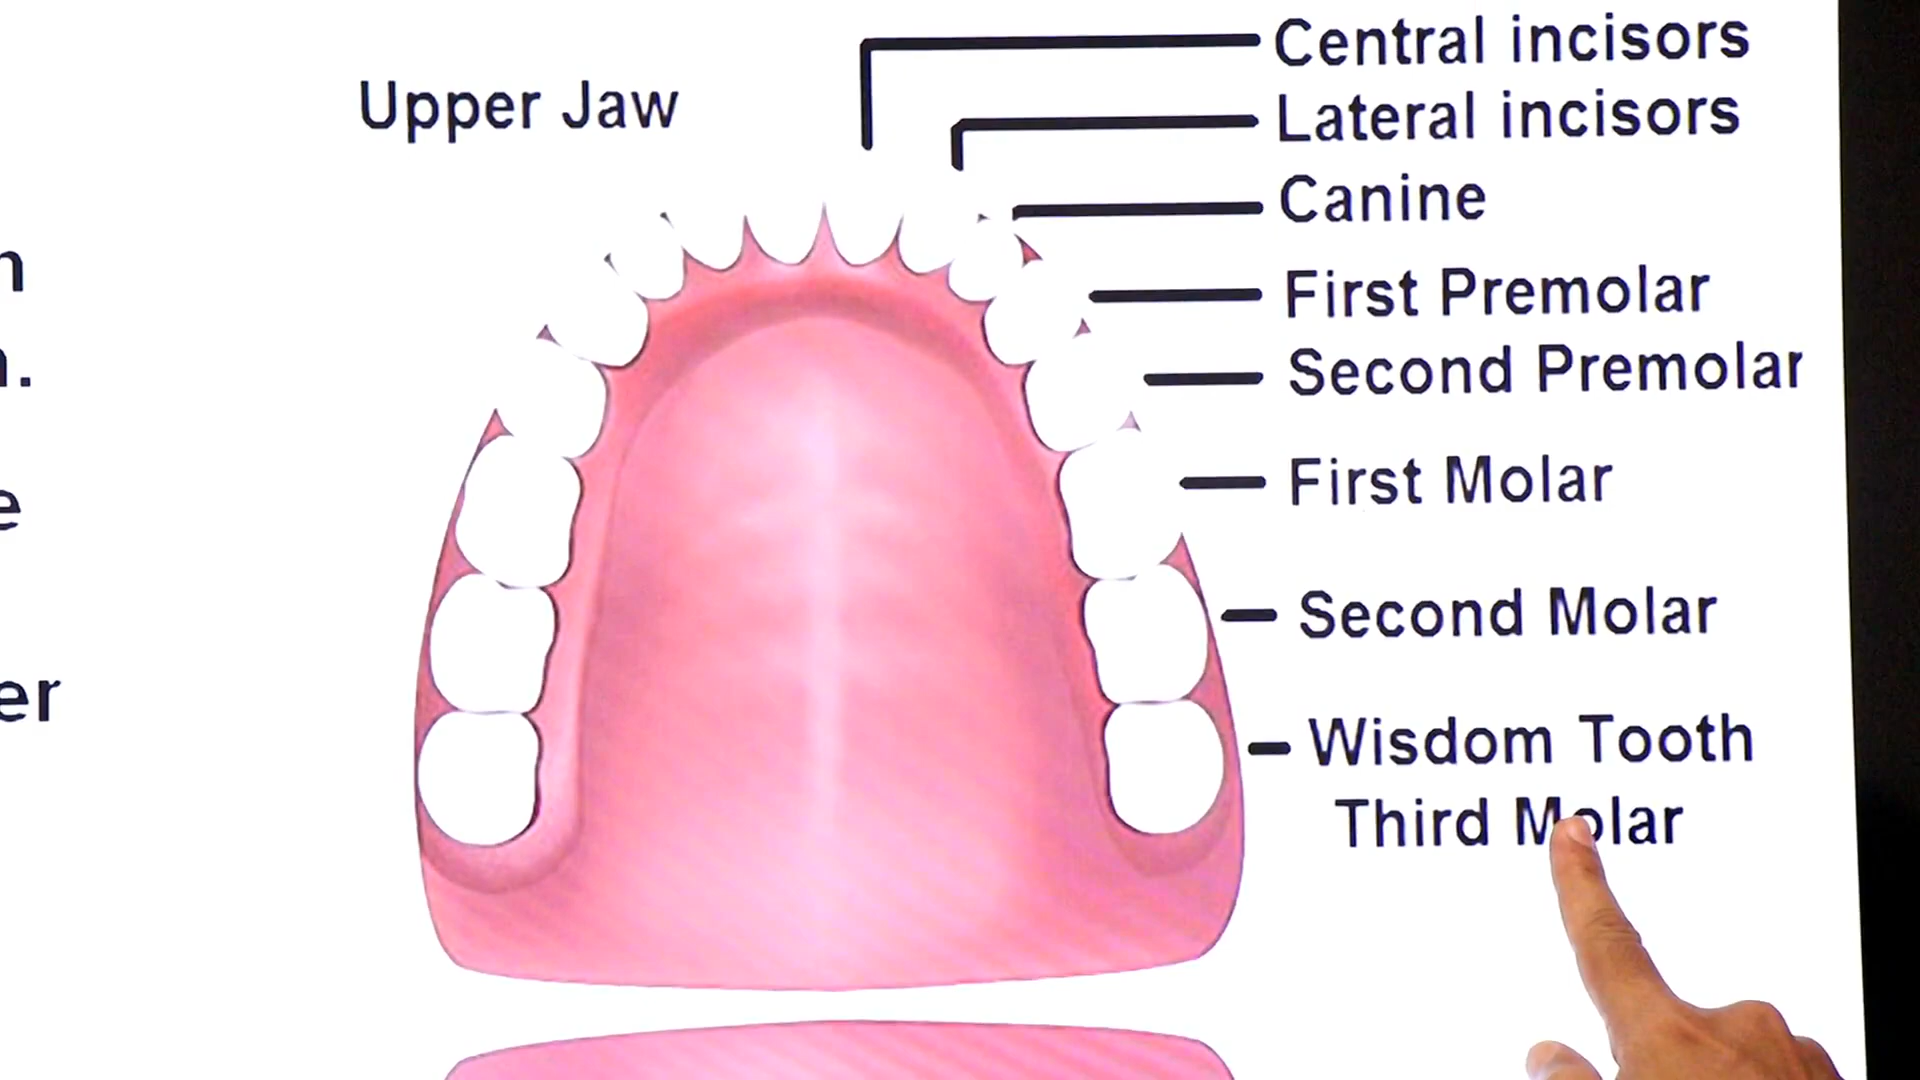 Upper Jaw
Central incisors
Lateral incisors
Canine
First Premolar
Second Premolar
First Molar
Second Molar
Wisdom Tooth
Third Molar